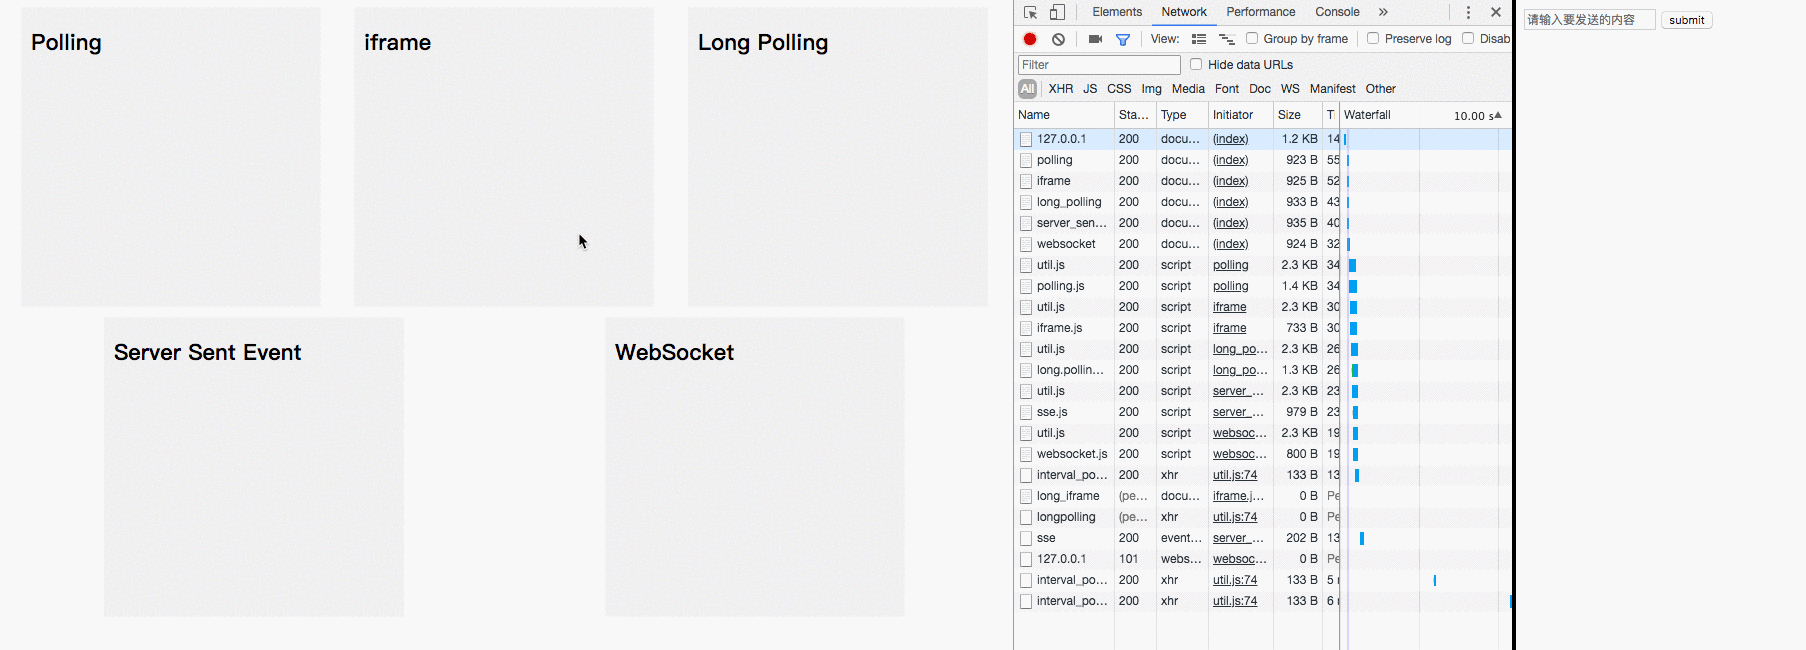 Polling
iframe
Long Polling
Server Sent Event
WebSocket
Elements Network Performance Console »
View: Group by frame Preserve log Disab
Filter Hide data URLs
All XHR JS CSS Img Media Font Doc WS Manifest Other
Name Sta... Type Initiator Size Ti Waterfall 10.00 s
127.0.0.1 200 docu... (index) 1.2 KB 14
polling 200 docu... (index) 923 B 55
iframe 200 docu... (index) 925 B 52
long_polling 200 docu... (index) 933 B 43
server_sen... 200 docu... (index) 935 B 40
websocket 200 docu... (index) 924 B 32
util.js 200 script polling 2.3 KB 34
polling.js 200 script polling 1.4 KB 34
util.js 200 script iframe 2.3 KB 30
iframe.js 200 script iframe 733 B 30
util.js 200 script long_po... 2.3 KB 26
long.pollin... 200 script long_po... 1.3 KB 26
util.js 200 script server_... 2.3 KB 23
sse.js 200 script server_... 979 B 23
util.js 200 script websoc... 2.3 KB 19
websocket.js 200 script websoc... 800 B 19
interval_po... 200 xhr util.js:74 133 B 13
long_iframe (pe... docu... iframe.j... 0 B Pe
longpolling (pe... xhr util.js:74 0 B Pe
sse 200 event... server_... 202 B 13
127.0.0.1 101 webs... websoc... 0 B Pe
interval_po... 200 xhr util.js:74 133 B 5
interval_po... 200 xhr util.js:74 133 B 6
请输入要发送的内容 submit